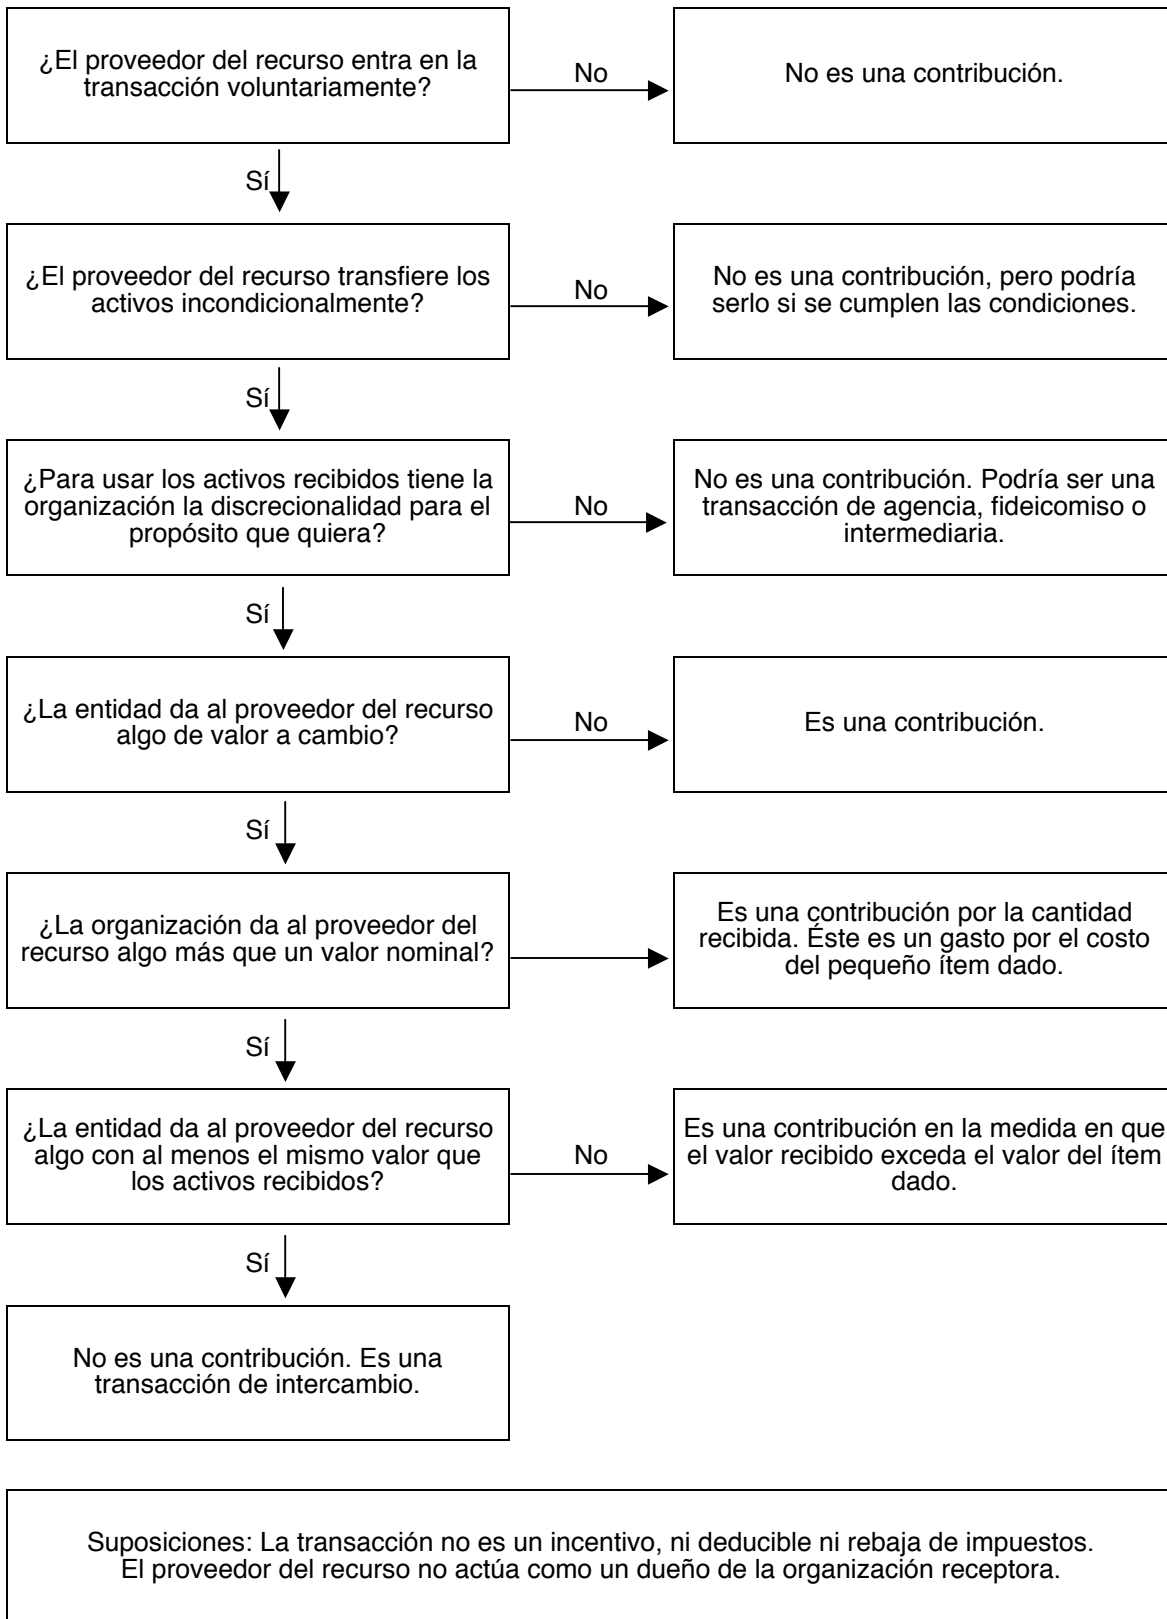 ¿El proveedor del recurso entra en la
transacción voluntariamente?
No
No es una contribución.
Sí
¿El proveedor del recurso transfiere los
activos incondicionalmente?
No
No es una contribución, pero podría
serlo si se cumplen las condiciones.
Sí
¿Para usar los activos recibidos tiene la
organización la discrecionalidad para el
propósito que quiera?
No
No es una contribución. Podría ser una
transacción de agencia, fideicomiso o
intermediaria.
Sí
¿La entidad da al proveedor del recurso
algo de valor a cambio?
No
Es una contribución.
Sí
¿La organización da al proveedor del
recurso algo más que un valor nominal?
Es una contribución por la cantidad
recibida. Éste es un gasto por el costo
del pequeño ítem dado.
Sí
¿La entidad da al proveedor del recurso
algo con al menos el mismo valor que
los activos recibidos?
No
Es una contribución en la medida en que
el valor recibido exceda el valor del ítem
dado.
Sí
No es una contribución. Es una
transacción de intercambio.
Suposiciones: La transacción no es un incentivo, ni deducible ni rebaja de impuestos.
El proveedor del recurso no actúa como un dueño de la organización receptora.